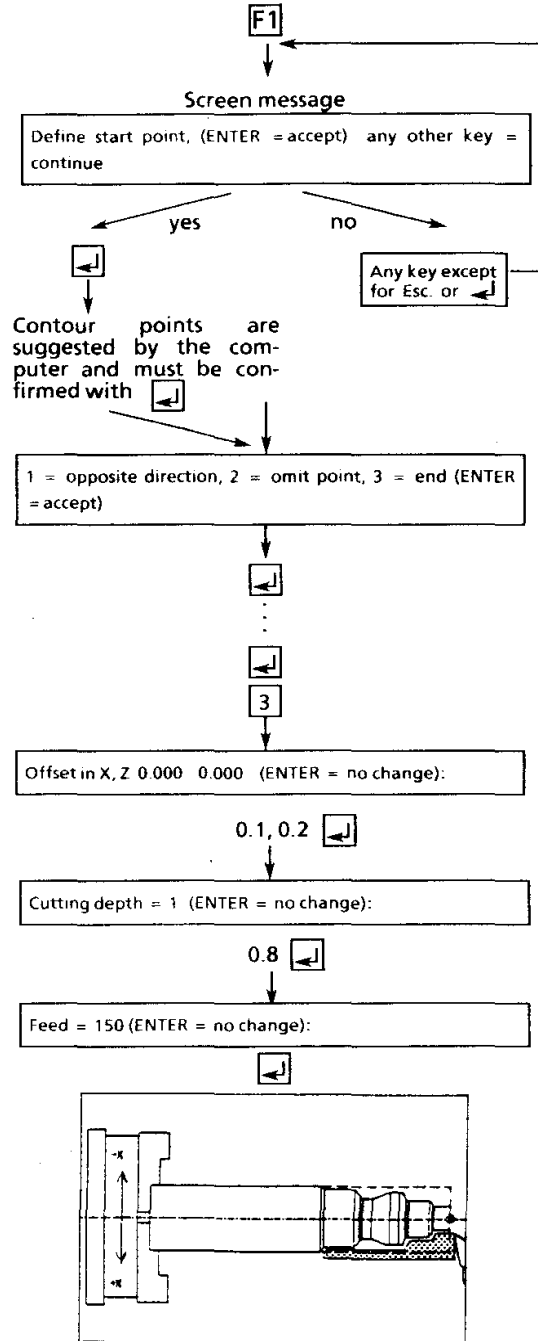 F1
Screen message
Define start point, (ENTER = accept) any other key =
continue
yes
no
Any key except
for Esc. or ↵
Contour points are
suggested by the com-
puter and must be con-
firmed with ↵
1 = opposite direction, 2 = omit point, 3 = end (ENTER
= accept)
3
Offset in X, Z 0.000 0.000 (ENTER = no change):
0.1, 0.2 ↵
Cutting depth = 1 (ENTER = no change):
0.8 ↵
Feed = 150 (ENTER = no change):
-X
+X